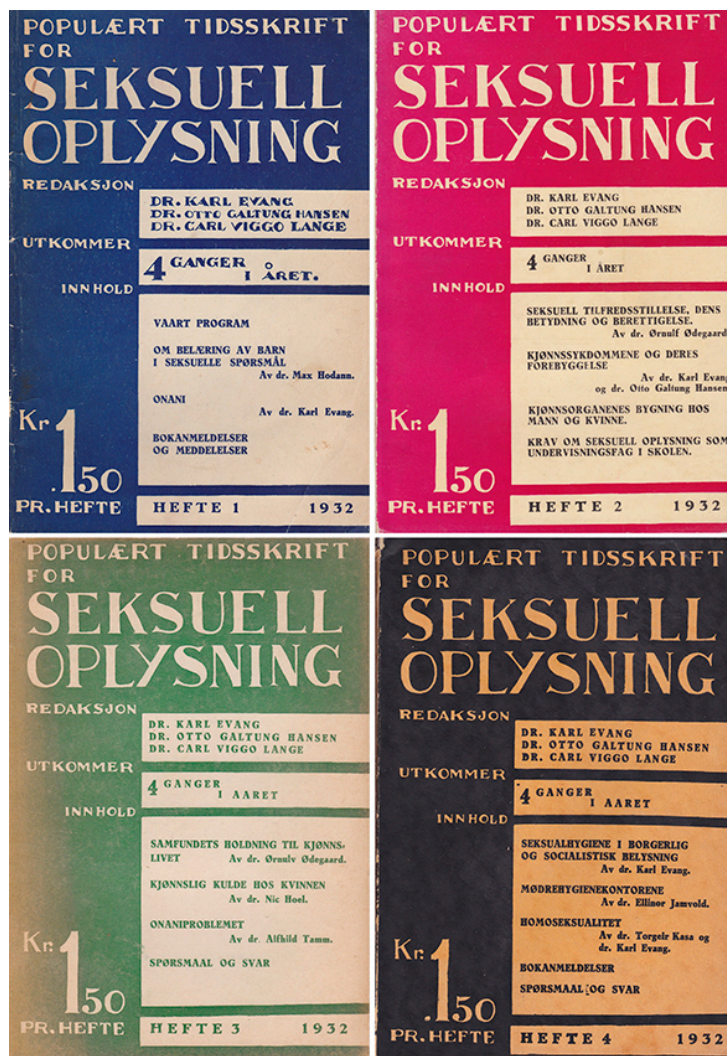 POPULÆRT TIDSSKRIFT
FOR
SEKSUELL
OPLYSNING
REDAKSJON
DR. KARL EVANG
DR. OTTO GALTUNG HANSEN
DR. CARL VIGGO LANGE
UTKOMMER
4 GANGER
I ÅRET.
INNHOLD
VAART PROGRAM
OM BELÆRING AV BARN
I SEKSUELLE SPØRSMÅL
Av dr. Max Hodann.
ONANI
Av dr. Karl Evang.
BOKANMELDELSER
OG MEDDELELSER
Kr. 1.50
PR. HEFTE
HEFTE 1 1932
POPULÆRT TIDSSKRIFT
FOR
SEKSUELL
OPLYSNING
REDAKSJON
DR. KARL EVANG
DR. OTTO GALTUNG HANSEN
DR. CARL VIGGO LANGE
UTKOMMER
4 GANGER
I ÅRET
INNHOLD
SEKSUELL TILFREDSSTILLELSE, DENS
BETYDNING OG BERETTIGELSE.
Av dr. Ørnulf Ødegaard
KJØNNSSYKDOMMENE OG DERES
FOREBYGGELSE
Av dr. Karl Evang
og dr. Otto Galtung Hansen
KJØNNSORGANENES BYGNING HOS
MANN OG KVINNE.
KRAV OM SEKSUELL OPLYSNING SOM
UNDERVISNINGSFAG I SKOLEN.
Kr. 1.50
PR. HEFTE
HEFTE 2 1932
POPULÆRT TIDSSKRIFT
FOR
SEKSUELL
OPLYSNING
REDAKSJON
DR. KARL EVANG
DR. OTTO GALTUNG HANSEN
DR. CARL VIGGO LANGE
UTKOMMER
4 GANGER
I AARET
INNHOLD
SAMFUNDETS HOLDNING TIL KJØNNS-
LIVET Av dr. Ørnulv Ødegaard.
KJØNNSLIG KULDE HOS KVINNEN
Av dr. Nic Hoel.
ONANIPROBLEMET
Av dr. Alfhild Tamm.
SPØRSMAAL OG SVAR
Kr. 1.50
PR. HEFTE
HEFTE 3 1932
POPULÆRT TIDSSKRIFT
FOR
SEKSUELL
OPLYSNING
REDAKSJON
DR. KARL EVANG
DR. OTTO GALTUNG HANSEN
DR. CARL VIGGO LANGE
UTKOMMER
4 GANGER
I AARET
INNHOLD
SEKSUALHYGIENE I BORGERLIG
OG SOCIALISTISK BELYSNING
Av dr. Karl Evang.
MØDREHYGIENEKONTORENE
Av dr. Ellinor Jamvold.
HOMOSEKSUALITET
Av dr. Torgeir Kasa og
dr. Karl Evang.
BOKANMELDELSER
SPØRSMAAL OG SVAR
Kr. 1.50
PR. HEFTE
HEFTE 4 1932